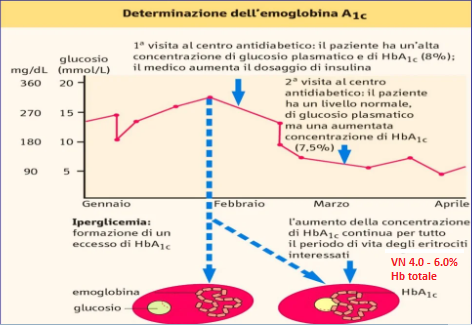 Determinazione dell'emoglobina A1c
1ª visita al centro antidiabetico: il paziente ha un'alta
concentrazione di glucosio plasmatico e di HbA1c (8%);
il medico aumenta il dosaggio di insulina
glucosio
mg/dL (mmol/L)
2ª visita al centro
antidiabetico: il paziente
ha un livello normale,
di glucosio plasmatico
ma una aumentata
concentrazione di HbA1c
(7,5%)
360 20
270 15
180 10
90 5
Gennaio Febbraio Marzo Aprile
Iperglicemia:
formazione di un
eccesso di HbA1c
l'aumento della concentrazione
di HbA1c continua per tutto
il periodo di vita degli eritrociti
interessati
VN 4.0 - 6.0%
Hb totale
emoglobina
glucosio
HbA1c